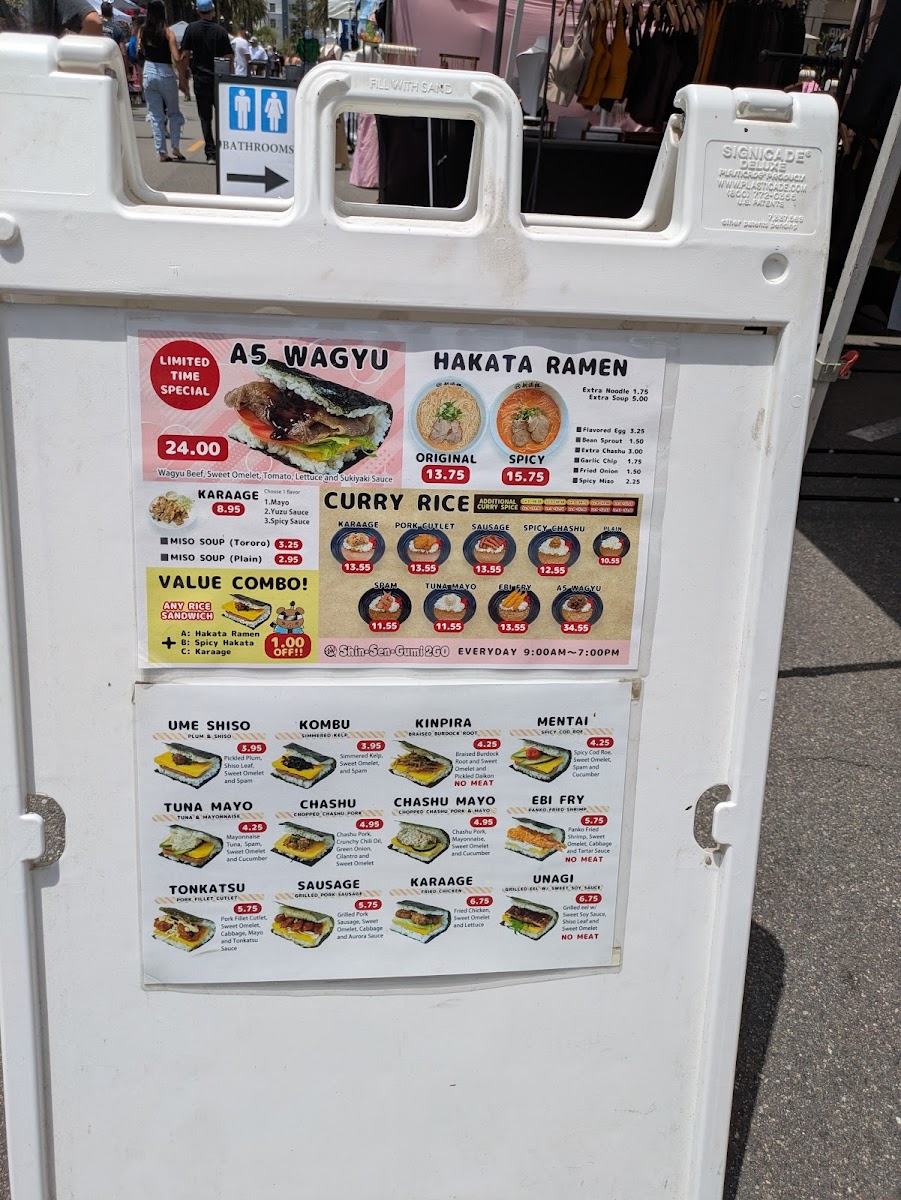 FILL WITH SAND
BATHROOMS
SIGNICADE®
DELUXE
PLASTICADE® PRODUCTS
WWW.PLASTICADE.COM
(800) 772-0355
U.S. PATENTS
other patents pending
LIMITED
TIME
SPECIAL
A5 WAGYU
24.00
Wagyu Beef, Sweet Omelet, Tomato, Lettuce and Sukiyaki Sauce
HAKATA RAMEN
Extra Noodle 1.75
Extra Soup 5.00
ORIGINAL
13.75
SPICY
15.75
Flavored Egg 3.25
Bean Sprout 1.50
Extra Chashu 3.00
Garlic Chip 1.75
Fried Onion 1.50
Spicy Miso 2.25
KARAAGE
8.95
Choose 1 flavor
1.Mayo
2.Yuzu Sauce
3.Spicy Sauce
MISO SOUP (Tororo) 3.25
MISO SOUP (Plain) 2.95
VALUE COMBO!
ANY RICE
SANDWICH
+
A: Hakata Ramen
B: Spicy Hakata
C: Karaage
1.00
OFF!!
CURRY RICE
ADDITIONAL
CURRY SPICE
KARAAGE
13.55
PORK CUTLET
13.55
SAUSAGE
13.55
SPICY CHASHU
12.55
PLAIN
10.55
SPAM
11.55
TUNA MAYO
11.55
EBI FRY
13.55
A5 WAGYU
34.55
Shin-Sen-Gumi 2GO EVERYDAY 9:00AM～7:00PM
UME SHISO
PLUM & SHISO
3.95
Pickled Plum,
Shiso Leaf,
Sweet Omelet
and Spam
KOMBU
SIMMERED KELP
3.95
Simmered Kelp,
Sweet Omelet,
and Spam
KINPIRA
BRAISED BURDOCK ROOT
4.25
Braised Burdock
Root and Sweet
Omelet and
Pickled Daikon
NO MEAT
MENTAI
SPICY COD ROE
4.25
Spicy Cod Roe,
Sweet Omelet,
Spam and
Cucumber
TUNA MAYO
TUNA & MAYONNAISE
4.25
Mayonnaise
Tuna, Spam,
Sweet Omelet
and Cucumber
CHASHU
CHOPPED CHASHU PORK
4.95
Chashu Pork,
Crunchy Chili Oil,
Green Onion,
Cilantro and
Sweet Omelet
CHASHU MAYO
CHOPPED CHASHU PORK & MAYO
4.95
Chashu Pork,
Mayonnaise,
Sweet Omelet
and Cucumber
EBI FRY
PANKO FRIED SHRIMP
5.75
Panko Fried
Shrimp, Sweet
Omelet, Cabbage
and Tartar Sauce
NO MEAT
TONKATSU
PORK FILLET CUTLET
5.75
Pork Fillet Cutlet,
Sweet Omelet,
Cabbage, Mayo
and Tonkatsu
Sauce
SAUSAGE
GRILLED PORK SAUSAGE
5.75
Grilled Pork
Sausage, Sweet
Omelet, Cabbage
and Aurora Sauce
KARAAGE
FRIED CHICKEN
6.75
Fried Chicken,
Sweet Omelet
and Lettuce
UNAGI
GRILLED EEL W/ SWEET SOY SAUCE
6.75
Grilled eel w/
Sweet Soy Sauce,
Shiso Leaf and
Sweet Omelet
NO MEAT